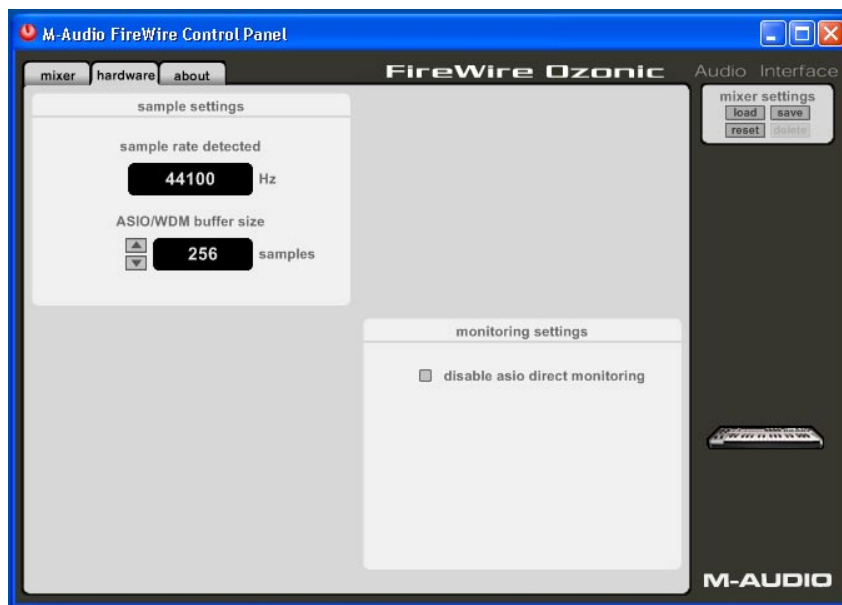 M-Audio FireWire Control Panel
mixer hardware about
FireWire Ozonic
Audio Interface
sample settings
sample rate detected
44100 Hz
ASIO/WDM buffer size
256 samples
monitoring settings
disable asio direct monitoring
mixer settings
load save
reset delete
M-AUDIO